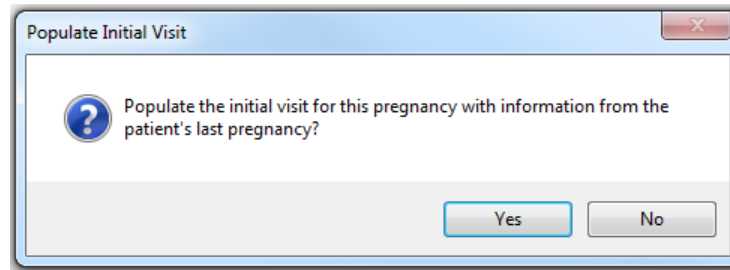 Populate Initial Visit
Populate the initial visit for this pregnancy with information from the
patient's last pregnancy?
Yes
No